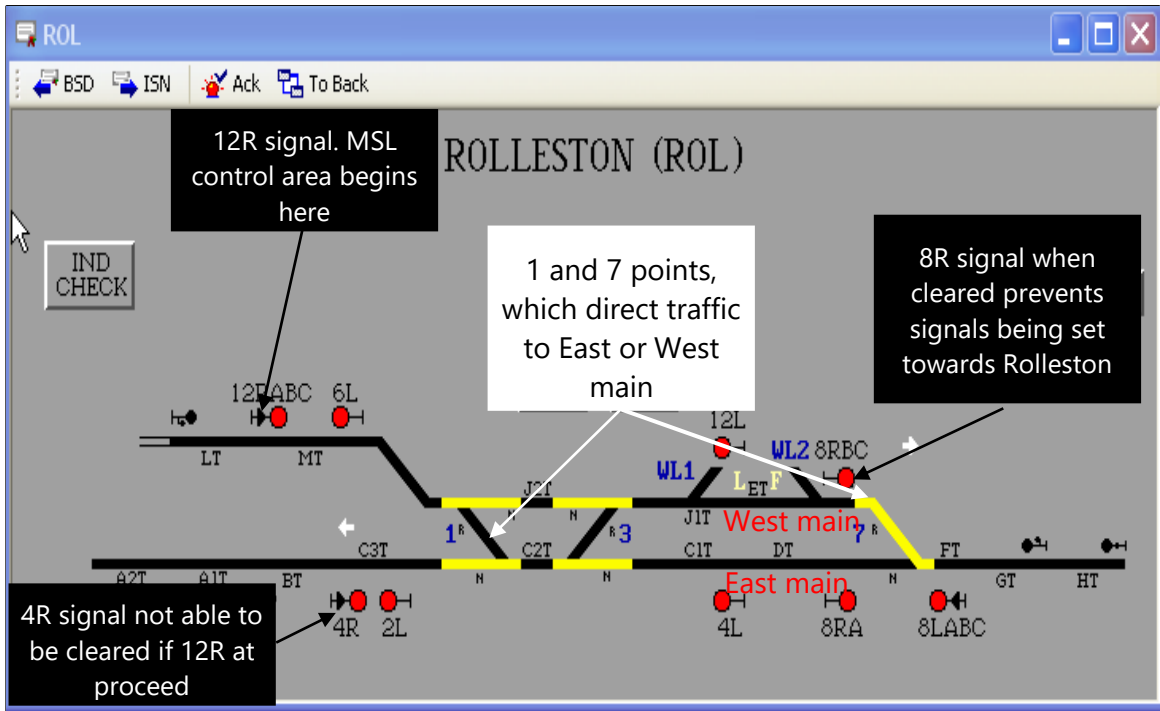 ROL
BSD ISN Ack To Back
12R signal. MSL
control area begins
here
ROLLESTON (ROL)
IND
CHECK
1 and 7 points,
which direct traffic
to East or West
main
8R signal when
cleared prevents
signals being set
towards Rolleston
12RABC 6L
12L
WL2 8RBC
LT MT
WL1
L ET F
J2T
N N
J1T
West main
1 R
R 3
7 R
C3T C2T C1T DT FT
A2T A1T BT
N N
East main
N
GT HT
4R signal not able to
be cleared if 12R at
proceed
4R 2L
4L 8RA 8LABC